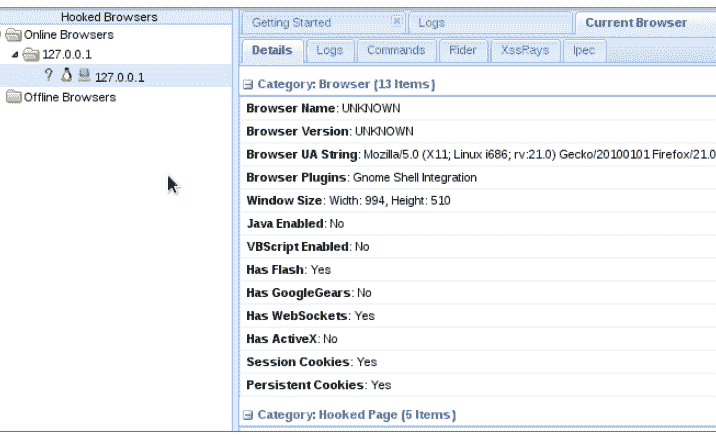 Hooked Browsers
Online Browsers
127.0.0.1
? 127.0.0.1
Offline Browsers
Getting Started
Logs
Current Browser
Details
Logs
Commands
Rider
XssRays
Ipec
Category: Browser (13 Items)
Browser Name: UNKNOWN
Browser Version: UNKNOWN
Browser UA String: Mozilla/5.0 (X11; Linux i686; rv:21.0) Gecko/20100101 Firefox/21.0
Browser Plugins: Gnome Shell Integration
Window Size: Width: 994, Height: 510
Java Enabled: No
VBScript Enabled: No
Has Flash: Yes
Has GoogleGears: No
Has WebSockets: Yes
Has ActiveX: No
Session Cookies: Yes
Persistent Cookies: Yes
Category: Hooked Page (5 Items)